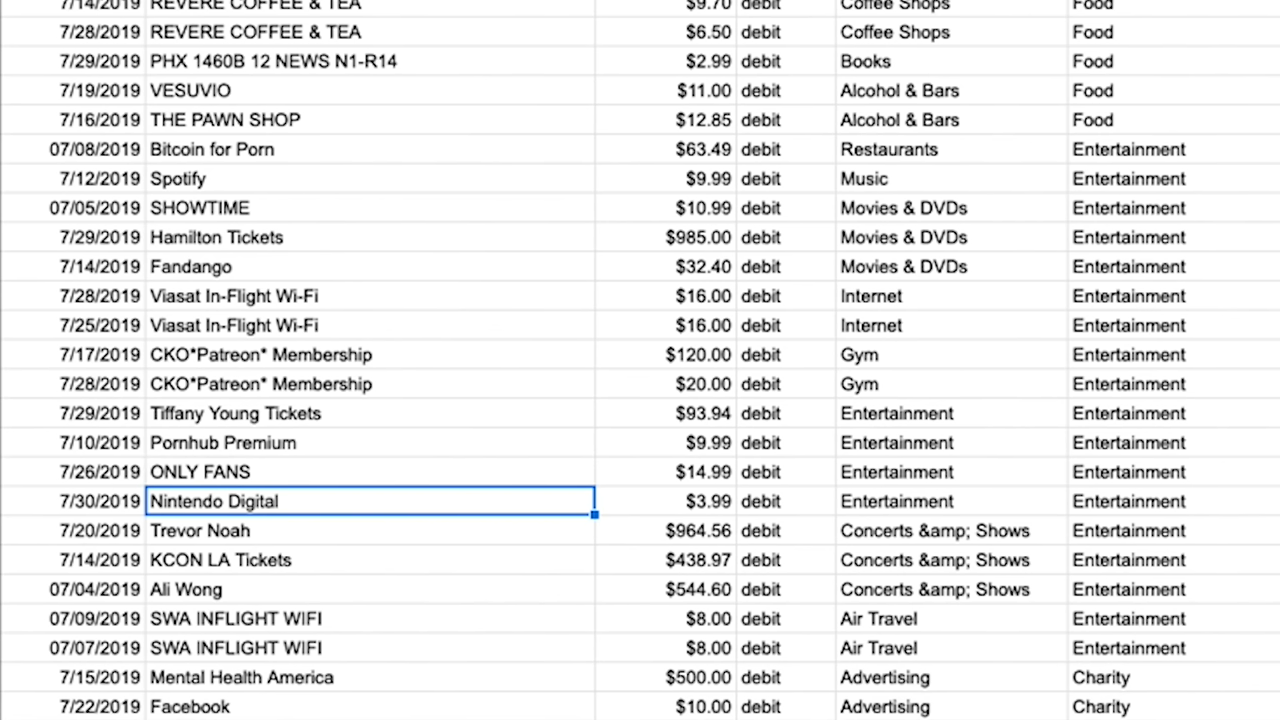 7/14/2019 REVERE COFFEE & TEA $9.70 debit Coffee Shops Food
7/28/2019 REVERE COFFEE & TEA $6.50 debit Coffee Shops Food
7/29/2019 PHX 1460B 12 NEWS N1-R14 $2.99 debit Books Food
7/19/2019 VESUVIO $11.00 debit Alcohol & Bars Food
7/16/2019 THE PAWN SHOP $12.85 debit Alcohol & Bars Food
07/08/2019 Bitcoin for Porn $63.49 debit Restaurants Entertainment
7/12/2019 Spotify $9.99 debit Music Entertainment
07/05/2019 SHOWTIME $10.99 debit Movies & DVDs Entertainment
7/29/2019 Hamilton Tickets $985.00 debit Movies & DVDs Entertainment
7/14/2019 Fandango $32.40 debit Movies & DVDs Entertainment
7/28/2019 Viasat In-Flight Wi-Fi $16.00 debit Internet Entertainment
7/25/2019 Viasat In-Flight Wi-Fi $16.00 debit Internet Entertainment
7/17/2019 CKO*Patreon* Membership $120.00 debit Gym Entertainment
7/28/2019 CKO*Patreon* Membership $20.00 debit Gym Entertainment
7/29/2019 Tiffany Young Tickets $93.94 debit Entertainment Entertainment
7/10/2019 Pornhub Premium $9.99 debit Entertainment Entertainment
7/26/2019 ONLY FANS $14.99 debit Entertainment Entertainment
7/30/2019 Nintendo Digital $3.99 debit Entertainment Entertainment
7/20/2019 Trevor Noah $964.56 debit Concerts &amp; Shows Entertainment
7/14/2019 KCON LA Tickets $438.97 debit Concerts &amp; Shows Entertainment
07/04/2019 Ali Wong $544.60 debit Concerts &amp; Shows Entertainment
07/09/2019 SWA INFLIGHT WIFI $8.00 debit Air Travel Entertainment
07/07/2019 SWA INFLIGHT WIFI $8.00 debit Air Travel Entertainment
7/15/2019 Mental Health America $500.00 debit Advertising Charity
7/22/2019 Facebook $10.00 debit Advertising Charity